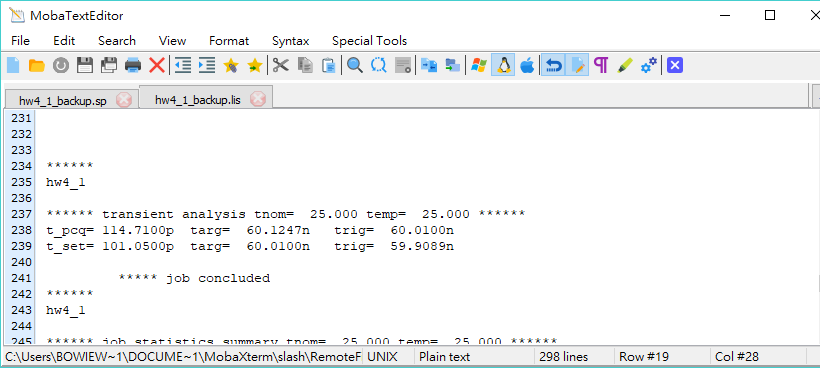 MobaTextEditor
File Edit Search View Format Syntax Special Tools
hw4_1_backup.sp hw4_1_backup.lis
231
232
233
234 ******
235 hw4_1
236
237 ****** transient analysis tnom=  25.000 temp=  25.000 ******
238 t_pcq= 114.7100p  targ=  60.1247n   trig=  60.0100n
239 t_set= 101.0500p  targ=  60.0100n   trig=  59.9089n
240
241          ***** job concluded
242 ******
243 hw4_1
244
245 ****** job statistics summary tnom=  25.000 temp=  25.000 ******
C:\Users\BOWIEW~1\DOCUME~1\MobaXterm\slash\RemoteF UNIX Plain text 298 lines Row #19 Col #28